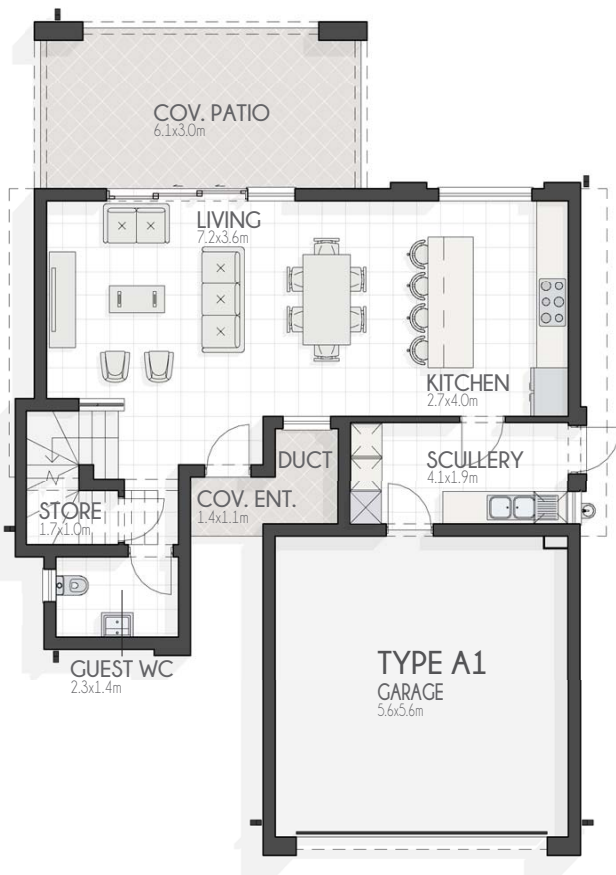 COV. PATIO
6.1x3.0m
LIVING
7.2x3.6m
KITCHEN
2.7x4.0m
DUCT
SCULLERY
4.1x1.9m
COV. ENT.
1.4x1.1m
STORE
1.7x1.0m
GUEST WC
2.3x1.4m
TYPE A1
GARAGE
5.6x5.6m